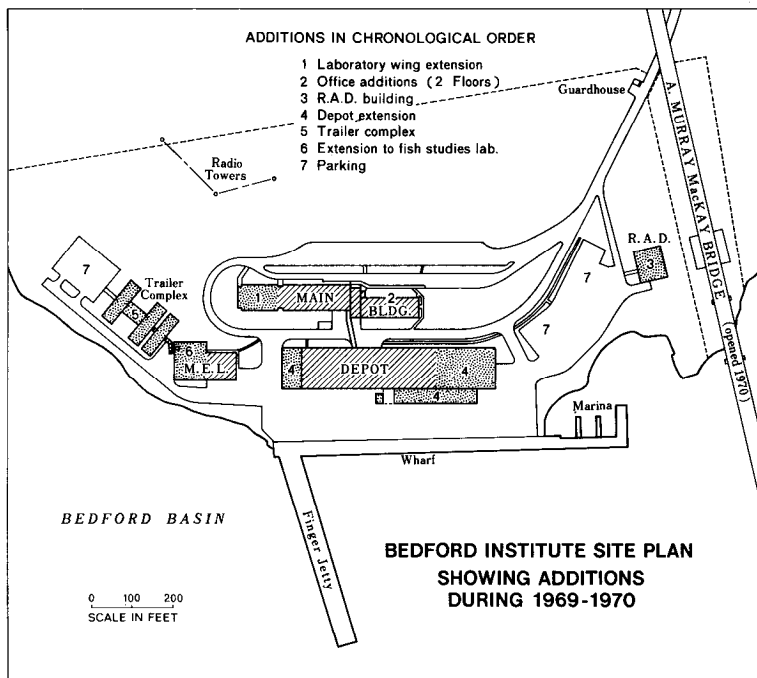 ADDITIONS IN CHRONOLOGICAL ORDER
1 Laboratory wing extension
2 Office additions (2 Floors)
3 R.A.D. building
4 Depot extension
5 Trailer complex
6 Extension to fish studies lab.
7 Parking
Guardhouse
A. MURRAY MacKAY BRIDGE (opened 1970)
Radio
Towers
R.A.D.
3
7
7
7
Trailer
Complex
5
1 MAIN 2
BLDG.
6
M.E.L.
4 DEPOT 4
4
Marina
Wharf
Finger Jetty
BEDFORD BASIN
0 100 200
SCALE IN FEET
BEDFORD INSTITUTE SITE PLAN
SHOWING ADDITIONS
DURING 1969-1970